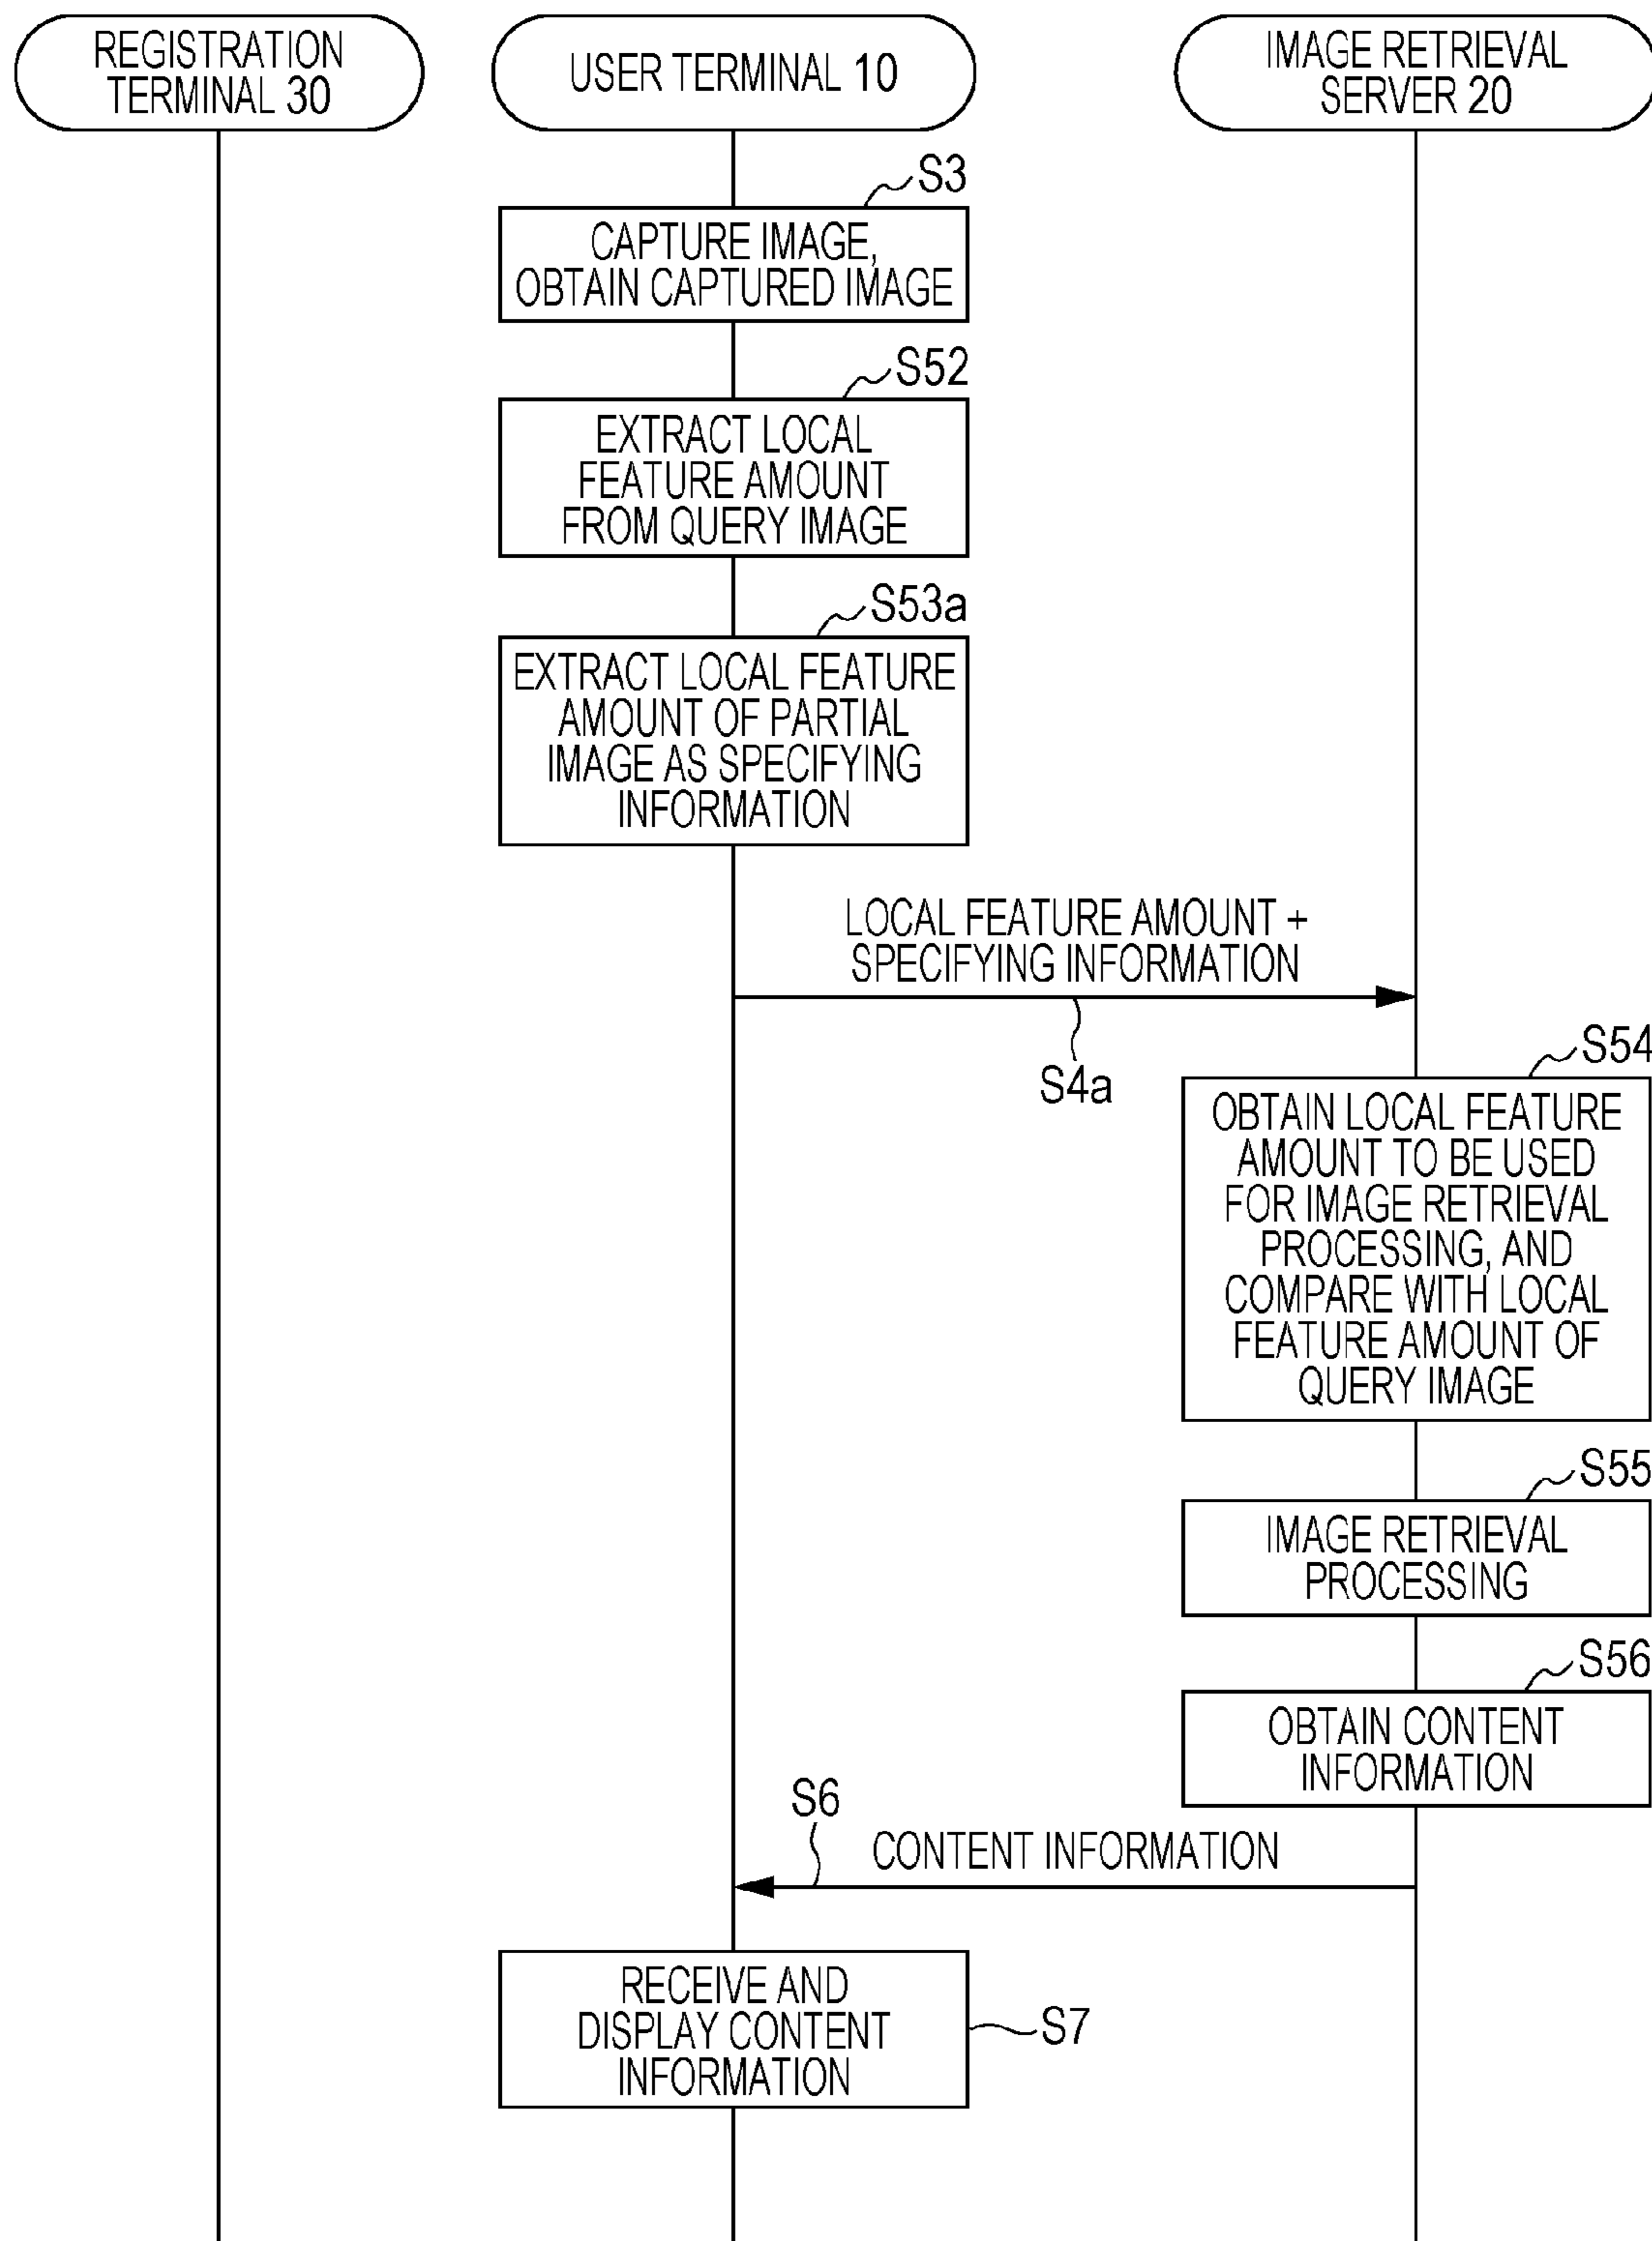 REGISTRATION
TERMINAL 30
USER TERMINAL 10
IMAGE RETRIEVAL
SERVER 20
S3
CAPTURE IMAGE,
OBTAIN CAPTURED IMAGE
S52
EXTRACT LOCAL
FEATURE AMOUNT
FROM QUERY IMAGE
S53a
EXTRACT LOCAL FEATURE
AMOUNT OF PARTIAL
IMAGE AS SPECIFYING
INFORMATION
LOCAL FEATURE AMOUNT +
SPECIFYING INFORMATION
S4a
S54
OBTAIN LOCAL FEATURE
AMOUNT TO BE USED
FOR IMAGE RETRIEVAL
PROCESSING, AND
COMPARE WITH LOCAL
FEATURE AMOUNT OF
QUERY IMAGE
S55
IMAGE RETRIEVAL
PROCESSING
S56
OBTAIN CONTENT
INFORMATION
S6
CONTENT INFORMATION
RECEIVE AND
DISPLAY CONTENT
INFORMATION
S7